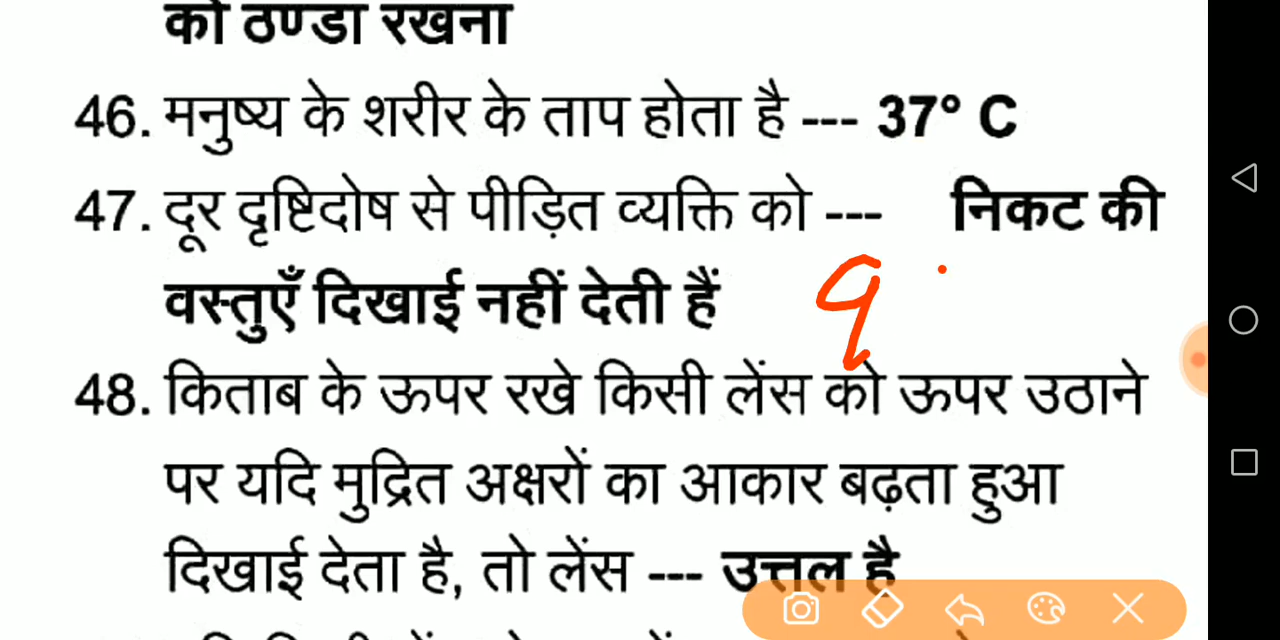 को ठण्डा रखना
46. मनुष्य के शरीर के ताप होता है --- 37° C
47. दूर दृष्टिदोष से पीड़ित व्यक्ति को --- निकट की
वस्तुएँ दिखाई नहीं देती हैं
9
48. किताब के ऊपर रखे किसी लेंस को ऊपर उठाने
पर यदि मुद्रित अक्षरों का आकार बढ़ता हुआ
दिखाई देता है, तो लेंस --- उत्तल है